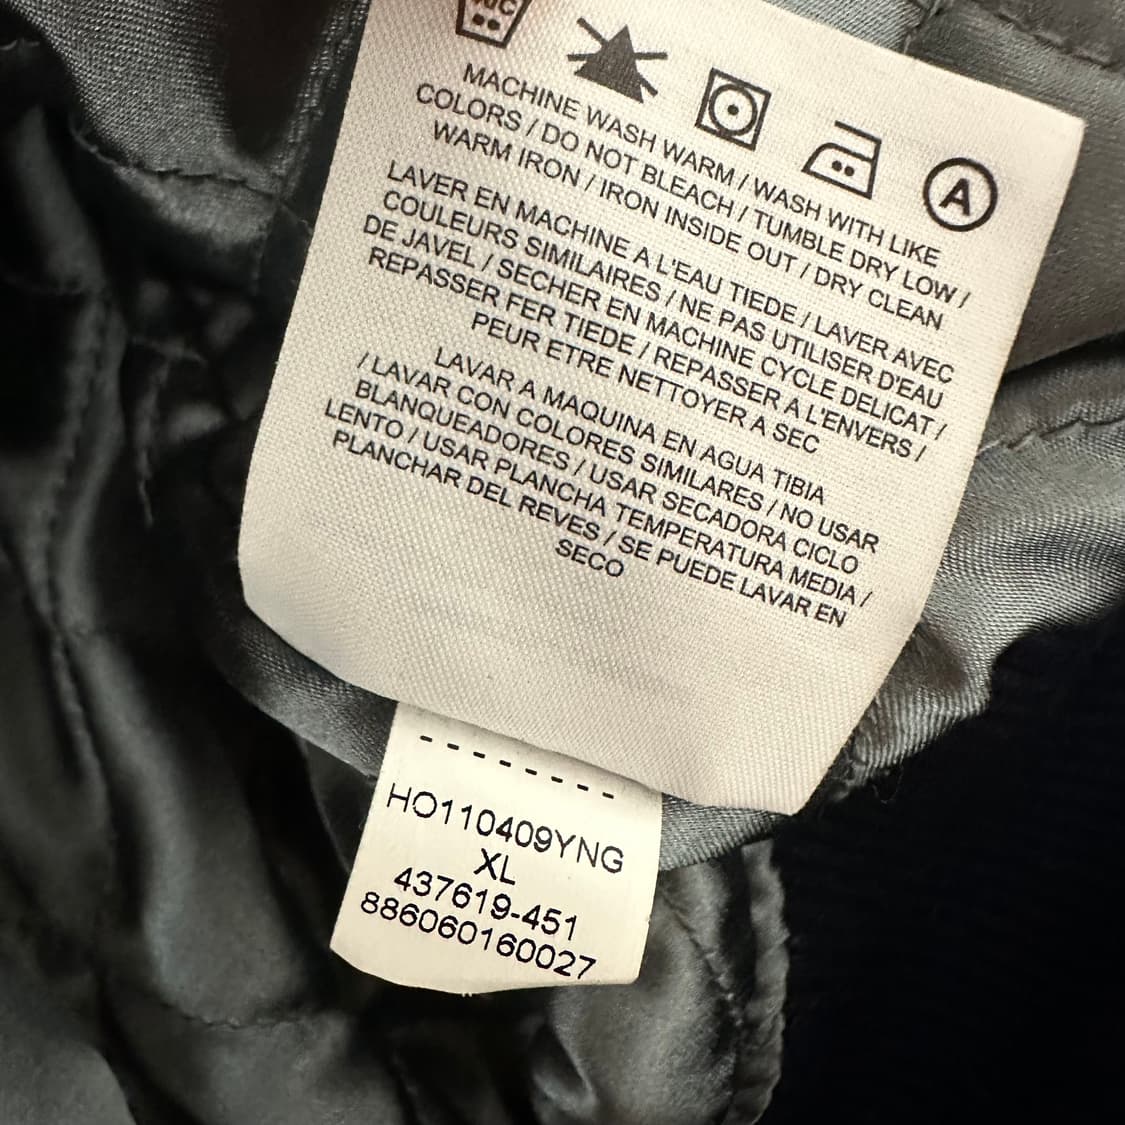 A
MACHINE WASH WARM / WASH WITH LIKE
COLORS / DO NOT BLEACH / TUMBLE DRY LOW /
WARM IRON / IRON INSIDE OUT / DRY CLEAN
LAVER EN MACHINE A L'EAU TIEDE / LAVER AVEC
COULEURS SIMILAIRES / NE PAS UTILISER D'EAU
DE JAVEL / SECHER EN MACHINE CYCLE DELICAT /
REPASSER FER TIEDE / REPASSER A L'ENVERS /
PEUR ETRE NETTOYER A SEC
LAVAR A MAQUINA EN AGUA TIBIA
/ LAVAR CON COLORES SIMILARES / NO USAR
BLANQUEADORES / USAR SECADORA CICLO
LENTO / USAR PLANCHA TEMPERATURA MEDIA /
PLANCHAR DEL REVES / SE PUEDE LAVAR EN
SECO
HO110409YNG
XL
437619-451
886060160027